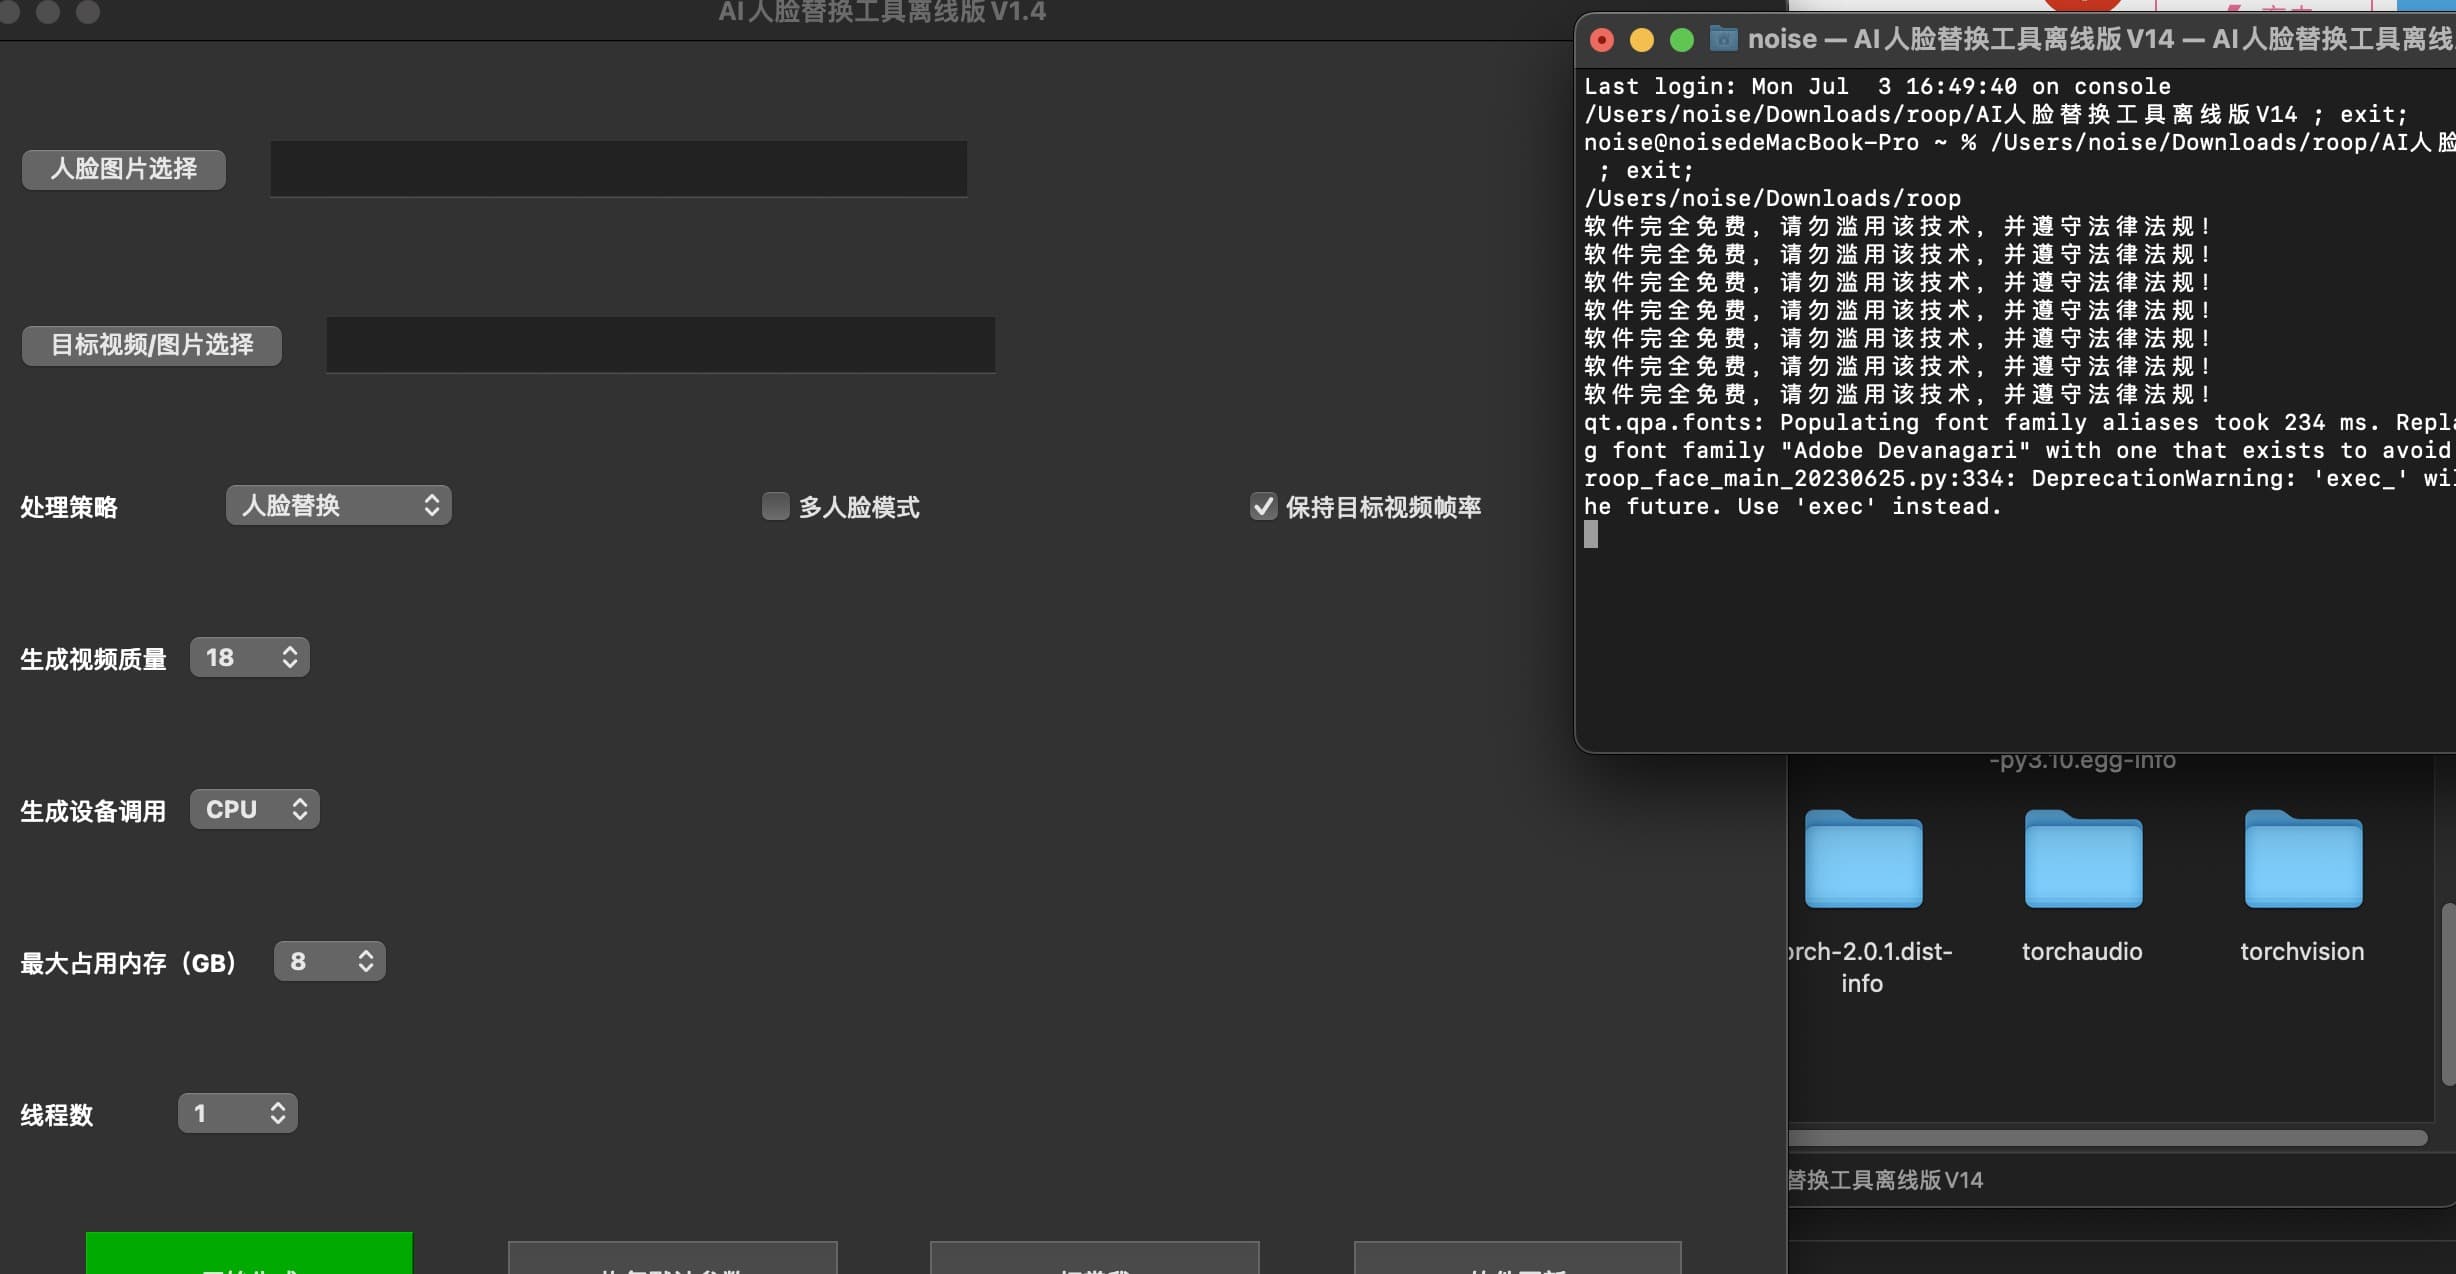 AI人脸替换工具离线版V1.4
人脸图片选择
目标视频/图片选择
处理策略
人脸替换
多人脸模式
保持目标视频帧率
生成视频质量
18
生成设备调用
CPU
最大占用内存（GB）
8
线程数
1
noise — AI人脸替换工具离线版V14 — AI人脸替换工具离线
Last login: Mon Jul  3 16:49:40 on console
/Users/noise/Downloads/roop/AI人脸替换工具离线版V14 ; exit;
noise@noisedeMacBook-Pro ~ % /Users/noise/Downloads/roop/AI人脸
 ; exit;
/Users/noise/Downloads/roop
软件完全免费，请勿滥用该技术，并遵守法律法规！
软件完全免费，请勿滥用该技术，并遵守法律法规！
软件完全免费，请勿滥用该技术，并遵守法律法规！
软件完全免费，请勿滥用该技术，并遵守法律法规！
软件完全免费，请勿滥用该技术，并遵守法律法规！
软件完全免费，请勿滥用该技术，并遵守法律法规！
软件完全免费，请勿滥用该技术，并遵守法律法规！
qt.qpa.fonts: Populating font family aliases took 234 ms. Repla
g font family "Adobe Devanagari" with one that exists to avoid
roop_face_main_20230625.py:334: DeprecationWarning: 'exec_' wil
he future. Use 'exec' instead.
-py3.10.egg-info
orch-2.0.1.dist-
info
torchaudio
torchvision
替换工具离线版V14